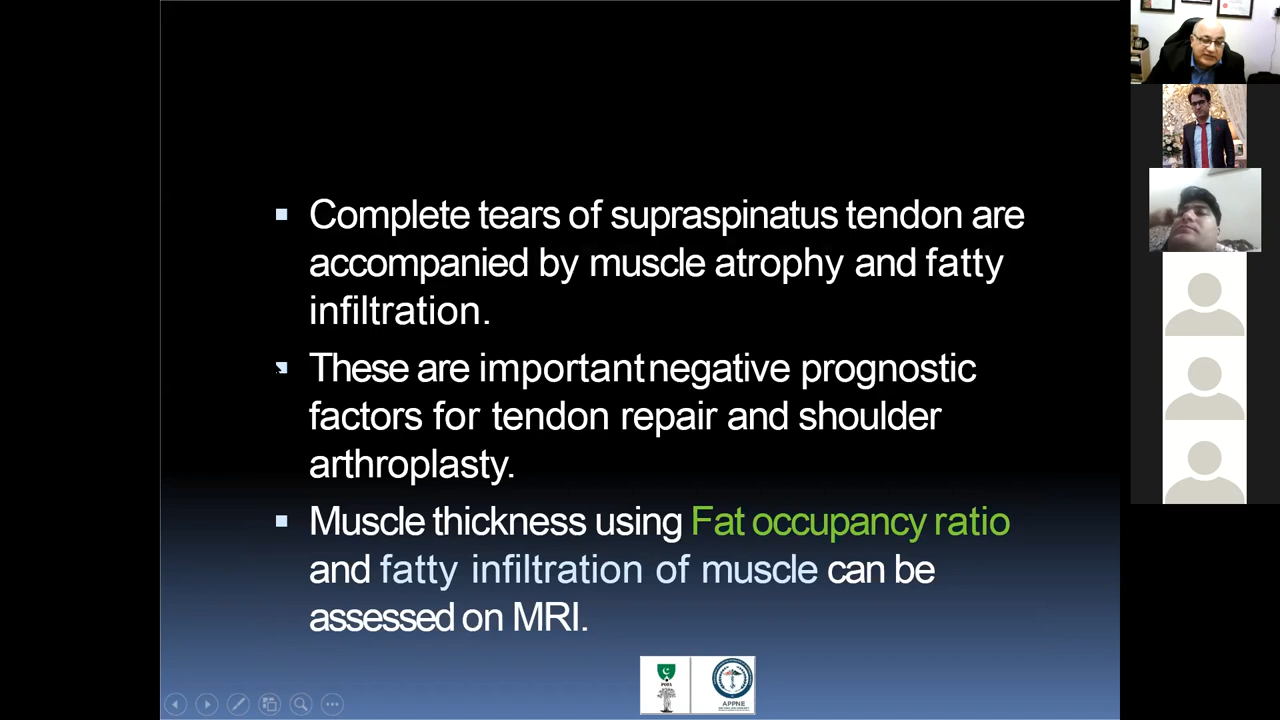 Complete tears of supraspinatus tendon are
accompanied by muscle atrophy and fatty
infiltration.
These are important negative prognostic
factors for tendon repair and shoulder
arthroplasty.
Muscle thickness using Fat occupancy ratio
and fatty infiltration of muscle can be
assessed on MRI.
APPNE